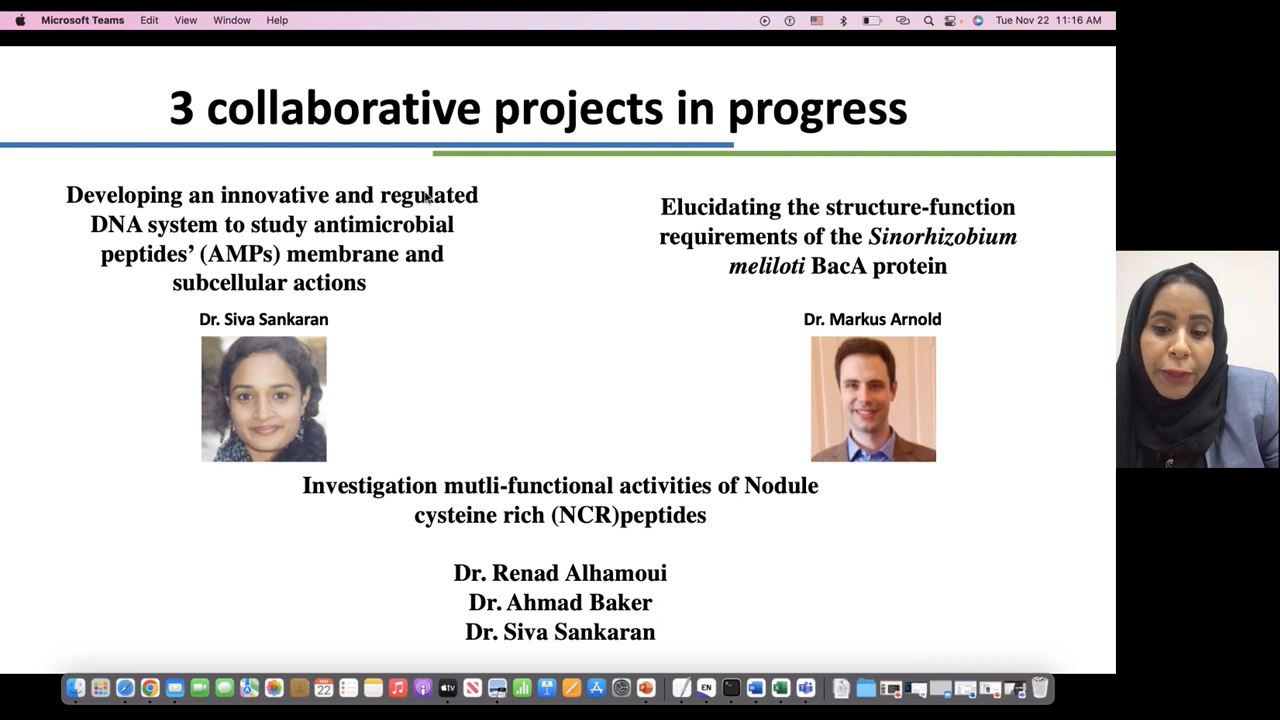 Microsoft Teams Edit View Window Help
Tue Nov 22 11:16 AM
3 collaborative projects in progress
Developing an innovative and regulated
DNA system to study antimicrobial
peptides’ (AMPs) membrane and
subcellular actions
Dr. Siva Sankaran
Elucidating the structure-function
requirements of the Sinorhizobium
meliloti BacA protein
Dr. Markus Arnold
Investigation mutli-functional activities of Nodule
cysteine rich (NCR)peptides
Dr. Renad Alhamoui
Dr. Ahmad Baker
Dr. Siva Sankaran
22
tv
EN